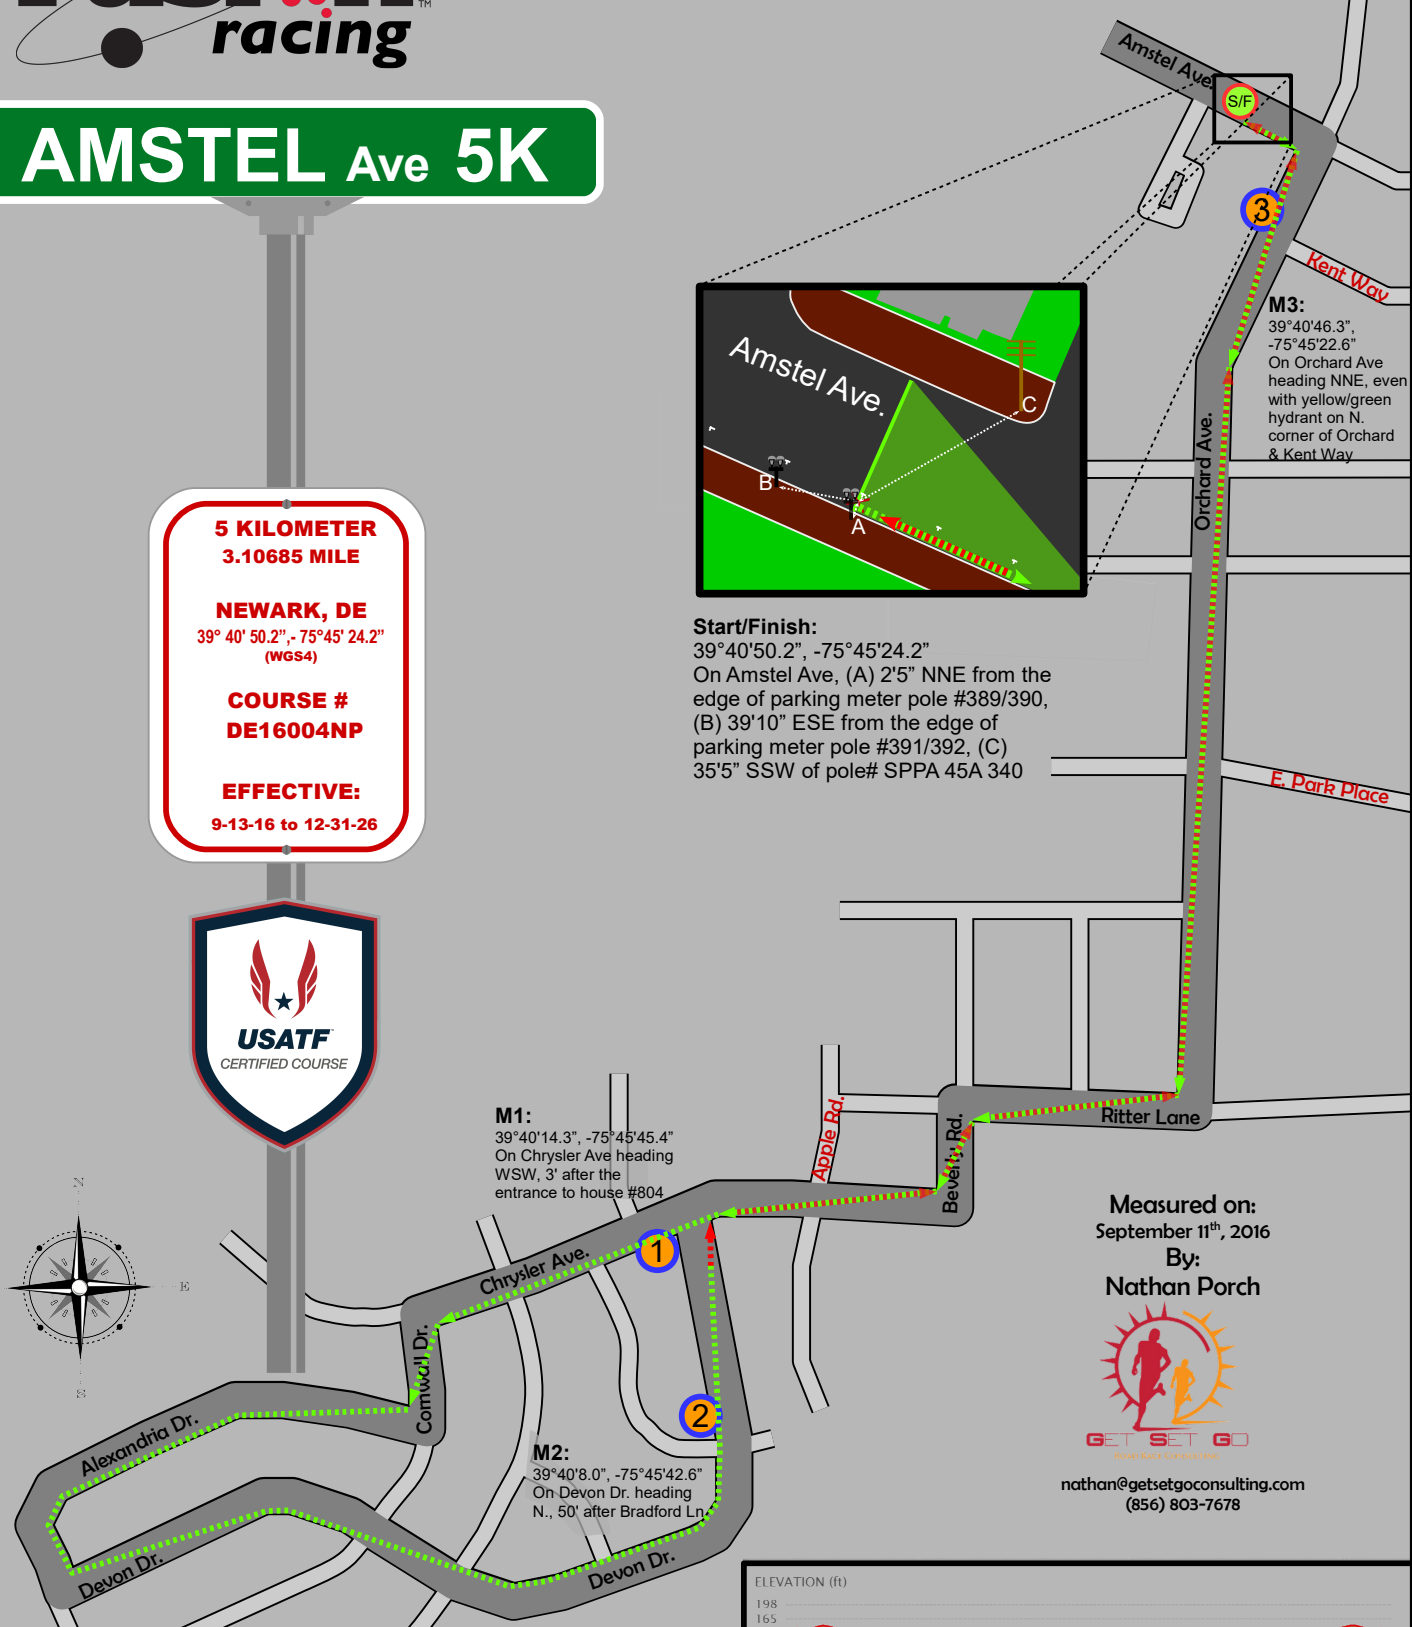 racing
TM
AMSTEL Ave 5K
5 KILOMETER
3.10685 MILE
NEWARK, DE
39° 40' 50.2”,- 75°45' 24.2”
(WGS4)
COURSE #
DE16004NP
EFFECTIVE:
9-13-16 to 12-31-26
USATF
CERTIFIED COURSE
Amstel Ave.
S/F
3
Kent Way
M3:
39°40'46.3”,
-75°45'22.6”
On Orchard Ave
heading NNE, even
with yellow/green
hydrant on N.
corner of Orchard
& Kent Way
Amstel Ave.
C
B
A
Orchard Ave.
Start/Finish:
39°40'50.2”, -75°45'24.2”
On Amstel Ave, (A) 2'5” NNE from the
edge of parking meter pole #389/390,
(B) 39'10” ESE from the edge of
parking meter pole #391/392, (C)
35'5” SSW of pole# SPPA 45A 340
E. Park Place
Ritter Lane
Beverly Rd.
Apple Rd.
M1:
39°40'14.3”, -75°45'45.4”
On Chrysler Ave heading
WSW, 3' after the
entrance to house #804
1
Chrysler Ave.
Cornwall Dr.
N
E
S
Alexandria Dr.
Devon Dr.
2
M2:
39°40'8.0”, -75°45'42.6”
On Devon Dr. heading
N., 50' after Bradford Ln
Devon Dr.
Measured on:
September 11th, 2016
By:
Nathan Porch
GET SET GO
nathan@getsetgoconsulting.com
(856) 803-7678
ELEVATION (ft)
198
165